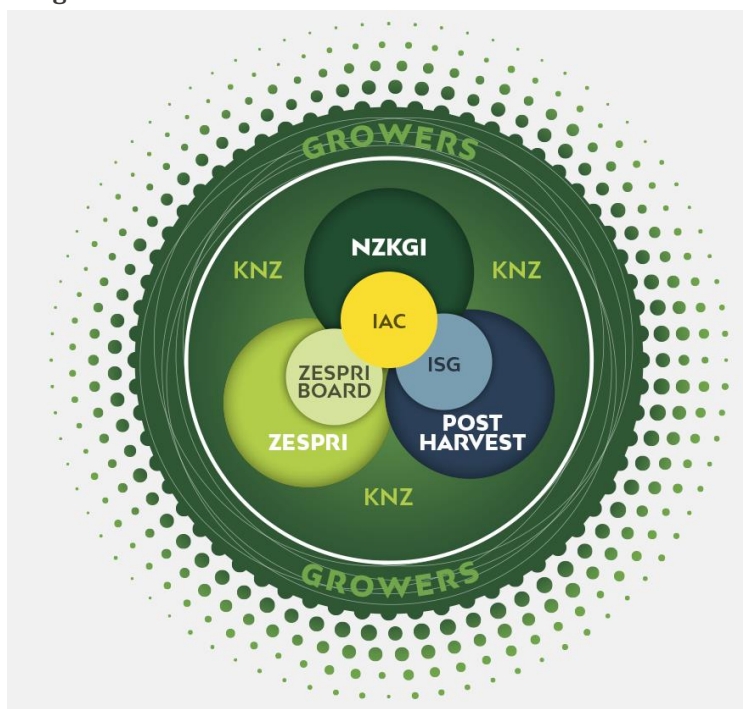 GROWERS
NZKGI
KNZ
KNZ
IAC
ISG
ZESPRI
BOARD
POST
HARVEST
ZESPRI
KNZ
GROWERS